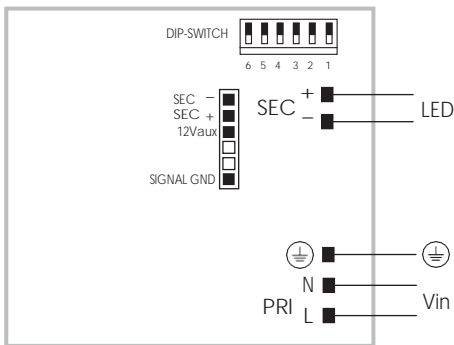 DIP-SWITCH
6 5 4 3 2 1
SEC −
SEC +
12Vaux
SIGNAL GND
SEC
+
−
LED
PRI
N
L
Vin